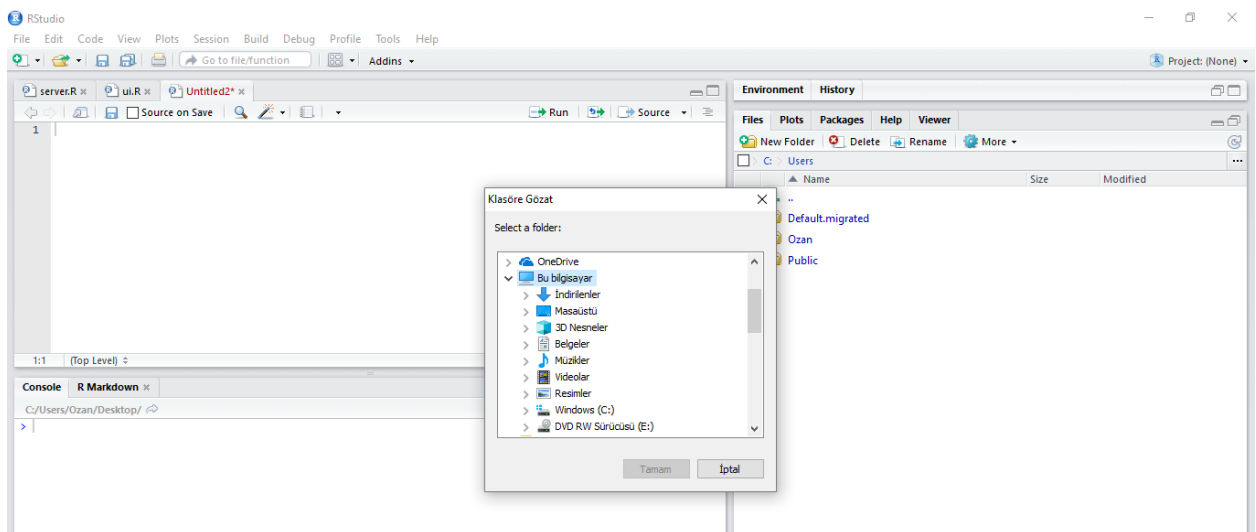 RStudio
File Edit Code View Plots Session Build Debug Profile Tools Help
Go to file/function Addins Project: (None)
server.R ui.R Untitled2*
Source on Save Run Source
1
1:1 (Top Level)
Console R Markdown
C:/Users/Ozan/Desktop/
>
Environment History
Files Plots Packages Help Viewer
New Folder Delete Rename More
C: Users
Name Size Modified
..
Default.migrated
Ozan
Public
Klasöre Gözat
Select a folder:
OneDrive
Bu bilgisayar
İndirilenler
Masaüstü
3D Nesneler
Belgeler
Müzikler
Videolar
Resimler
Windows (C:)
DVD RW Sürücüsü (E:)
Tamam İptal